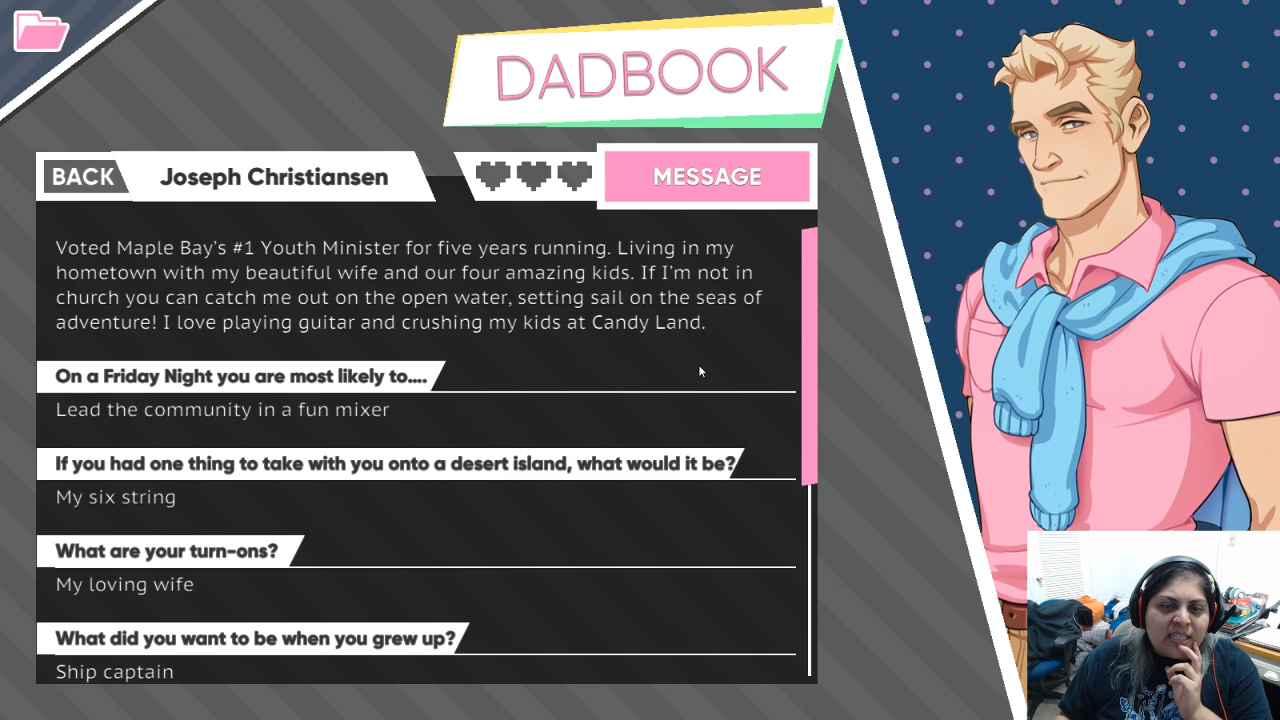 DADBOOK
BACK
Joseph Christiansen
MESSAGE
Voted Maple Bay's #1 Youth Minister for five years running. Living in my
hometown with my beautiful wife and our four amazing kids. If I'm not in
church you can catch me out on the open water, setting sail on the seas of
adventure! I love playing guitar and crushing my kids at Candy Land.
On a Friday Night you are most likely to....
Lead the community in a fun mixer
If you had one thing to take with you onto a desert island, what would it be?
My six string
What are your turn-ons?
My loving wife
What did you want to be when you grew up?
Ship captain